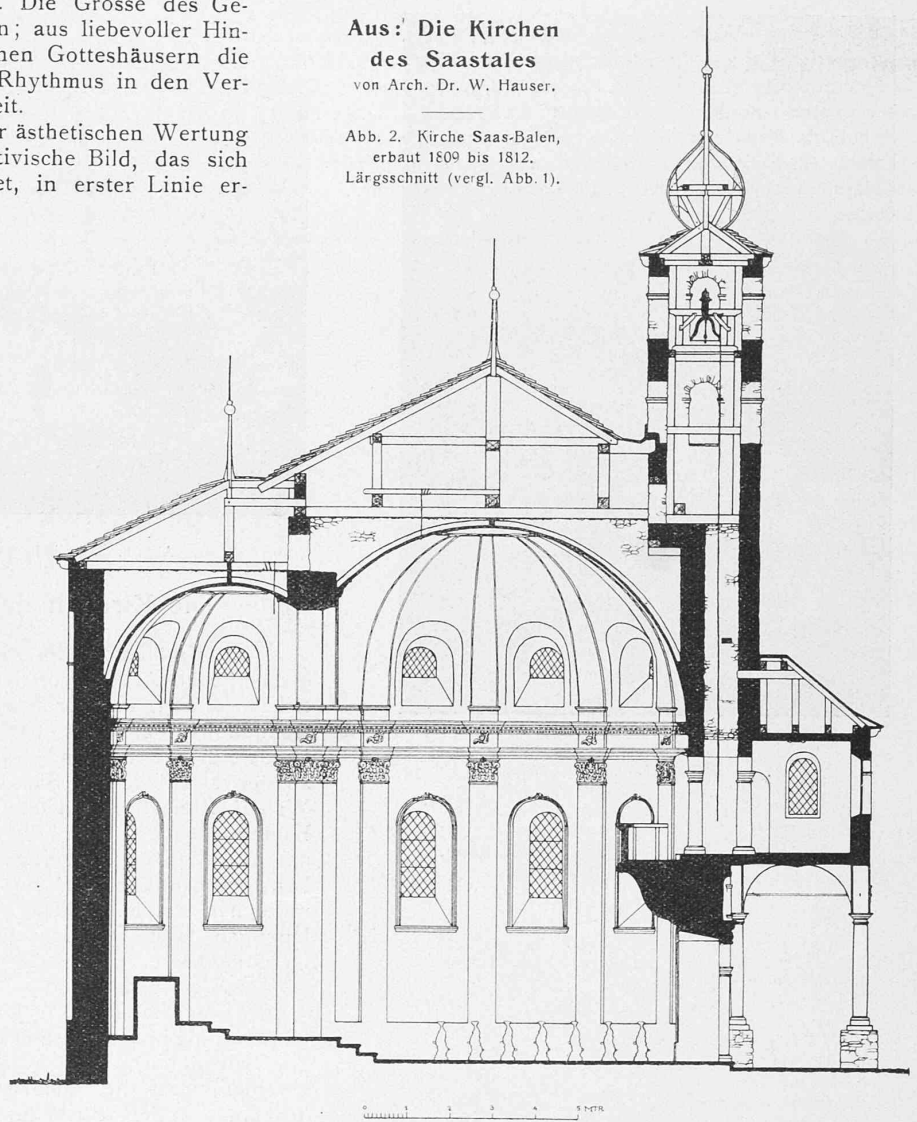 . Die Grösse des Ge-
n; aus liebevoller Hin-
nen Gotteshäusern die
Rhythmus in den Ver-
eit.
r ästhetischen Wertung
tivische Bild, das sich
et, in erster Linie er-
Aus: Die Kirchen
des Saastales
von Arch. Dr. W. Hauser.
Abb. 2. Kirche Saas-Balen,
erbaut 1809 bis 1812.
Lärgsschnitt (vergl. Abb. 1).
0 1 2 3 4 5 MTR